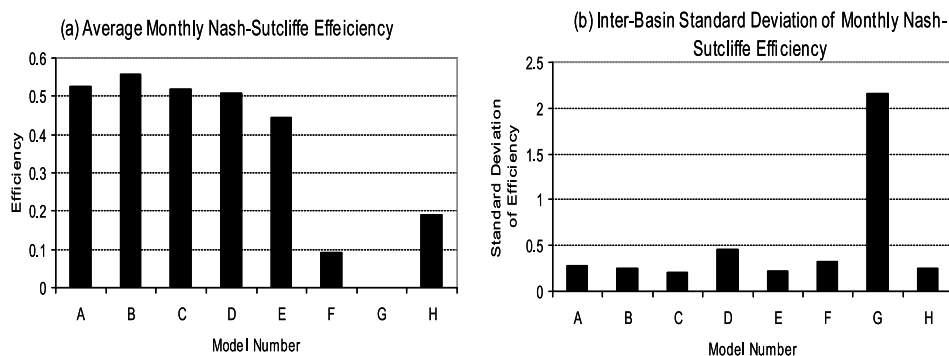 (a) Average Monthly Nash-Sutcliffe Effeiciency
0.6
0.5
0.4
0.3
0.2
0.1
0
Efficiency
A B C D E F G H
Model Number
(b) Inter-Basin Standard Deviation of Monthly Nash-
Sutcliffe Efficiency
2.5
2
1.5
1
0.5
0
Standard Deviation
of Efficiency
A B C D E F G H
Model Number